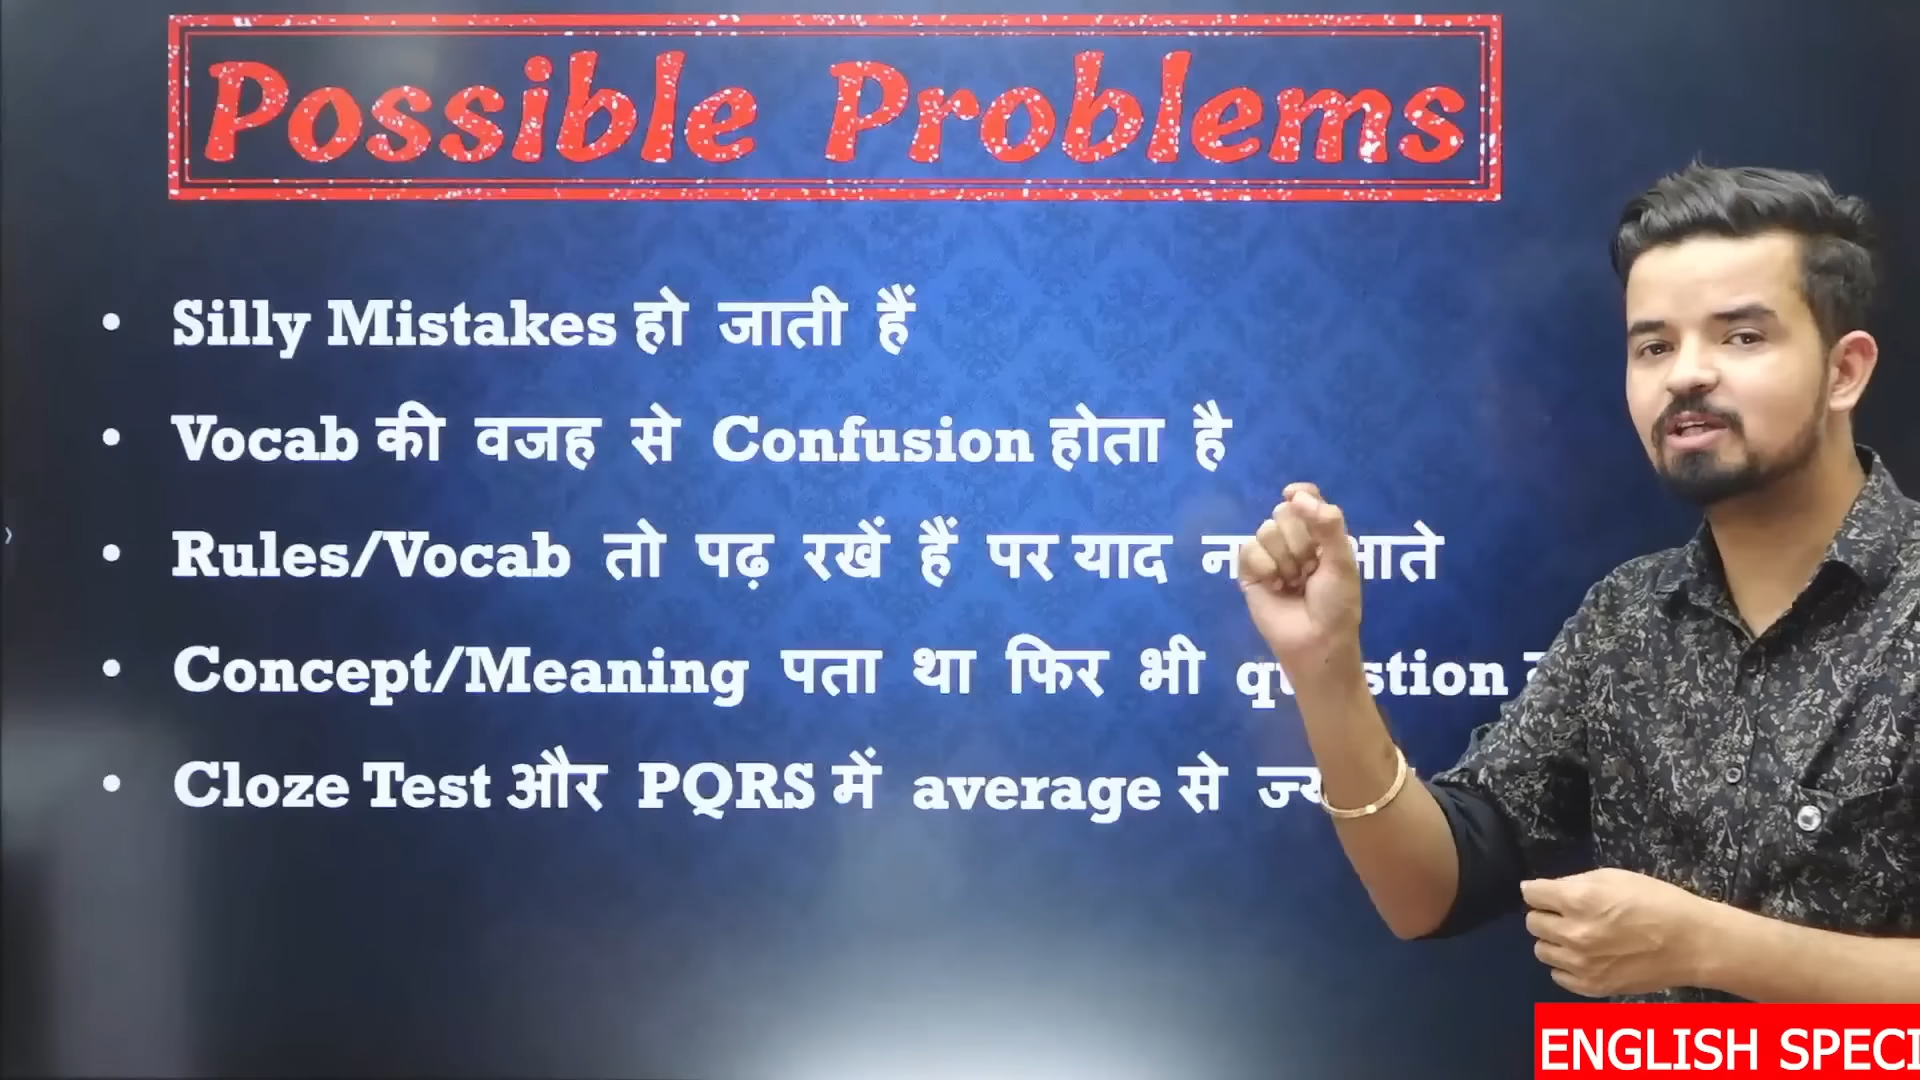 Possible Problems
• Silly Mistakes हो जाती हैं
• Vocab की वजह से Confusion होता है
• Rules/Vocab तो पढ़ रखें हैं पर याद
• Concept/Meaning पता था फिर भी
• Cloze Test और PQRS में average से
ENGLISH